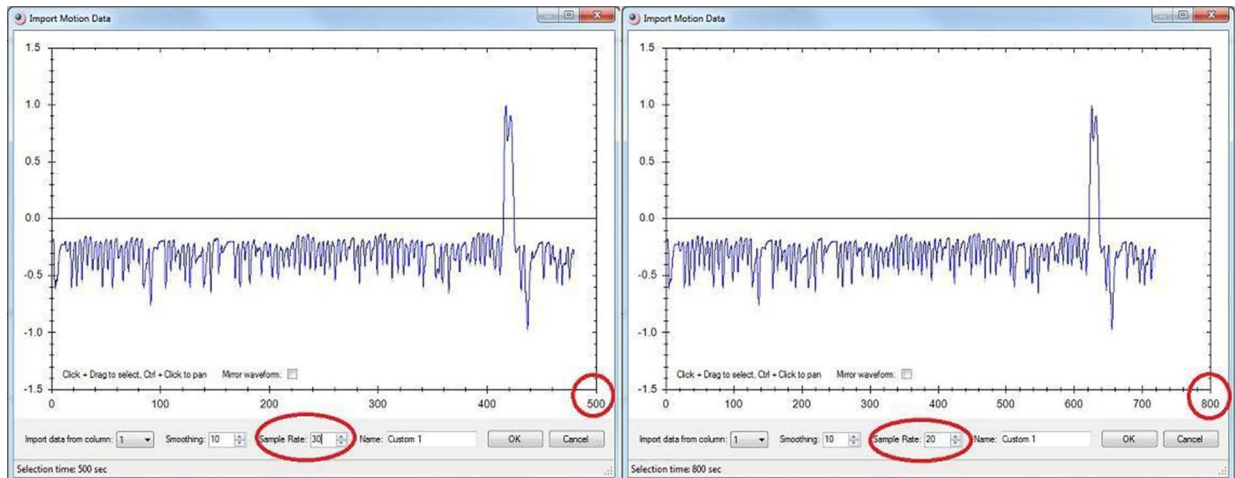 Import Motion Data
1.5
1.0
0.5
0.0
-0.5
-1.0
-1.5
Click + Drag to select, Ctrl + Click to pan Mirror waveform:
0 100 200 300 400 500
Import data from column: 1 Smoothing: 10 Sample Rate: 30 Name: Custom 1 OK Cancel
Selection time: 500 sec
Import Motion Data
1.5
1.0
0.5
0.0
-0.5
-1.0
-1.5
Click + Drag to select, Ctrl + Click to pan Mirror waveform:
0 100 200 300 400 500 600 700 800
Import data from column: 1 Smoothing: 10 Sample Rate: 20 Name: Custom 1 OK Cancel
Selection time: 800 sec